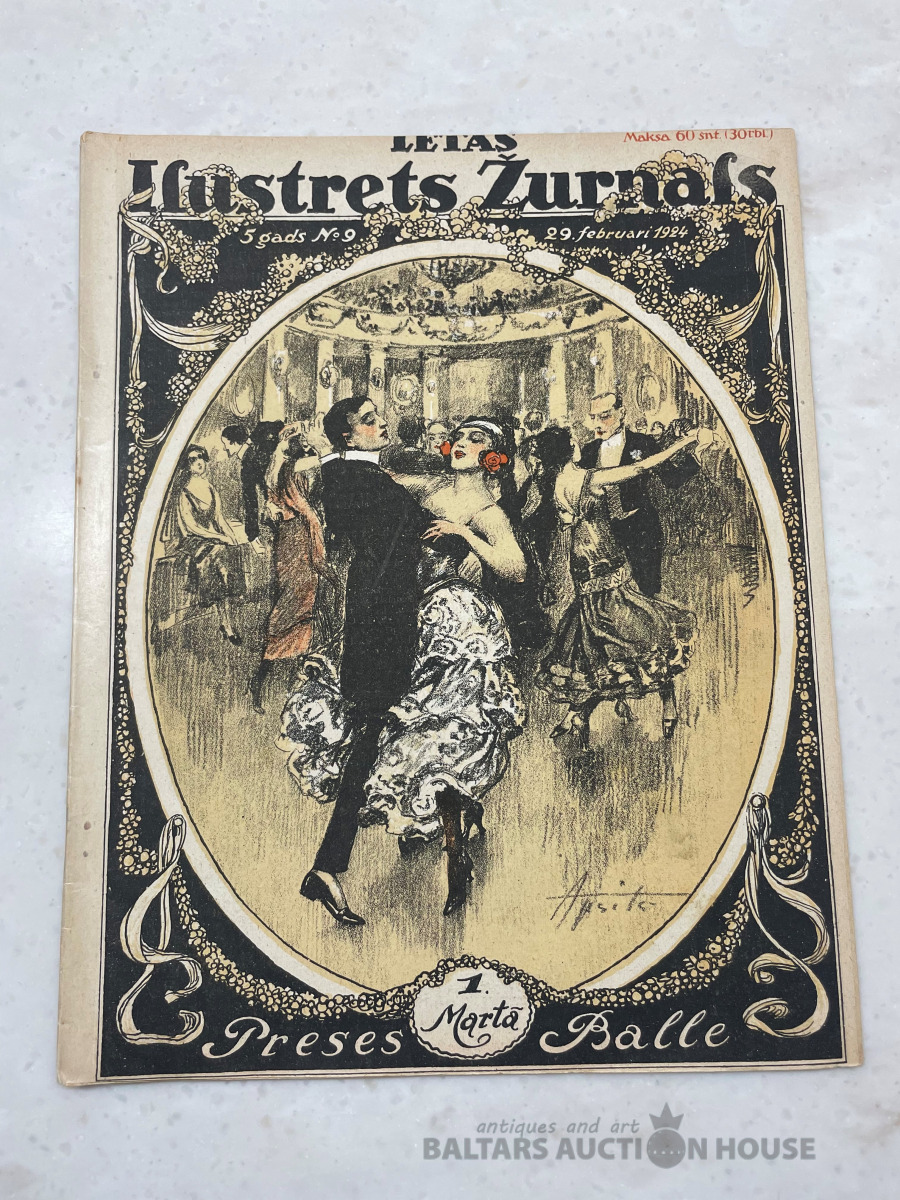 LETAS
Maksa 60 snt. (30 rbl.)
Ilustrets Žurnals
5 gads № 9
29. februari 1924
Apsits
1.
Martā
Preses Balle
antiques and art
BALTARS AUCTION HOUSE